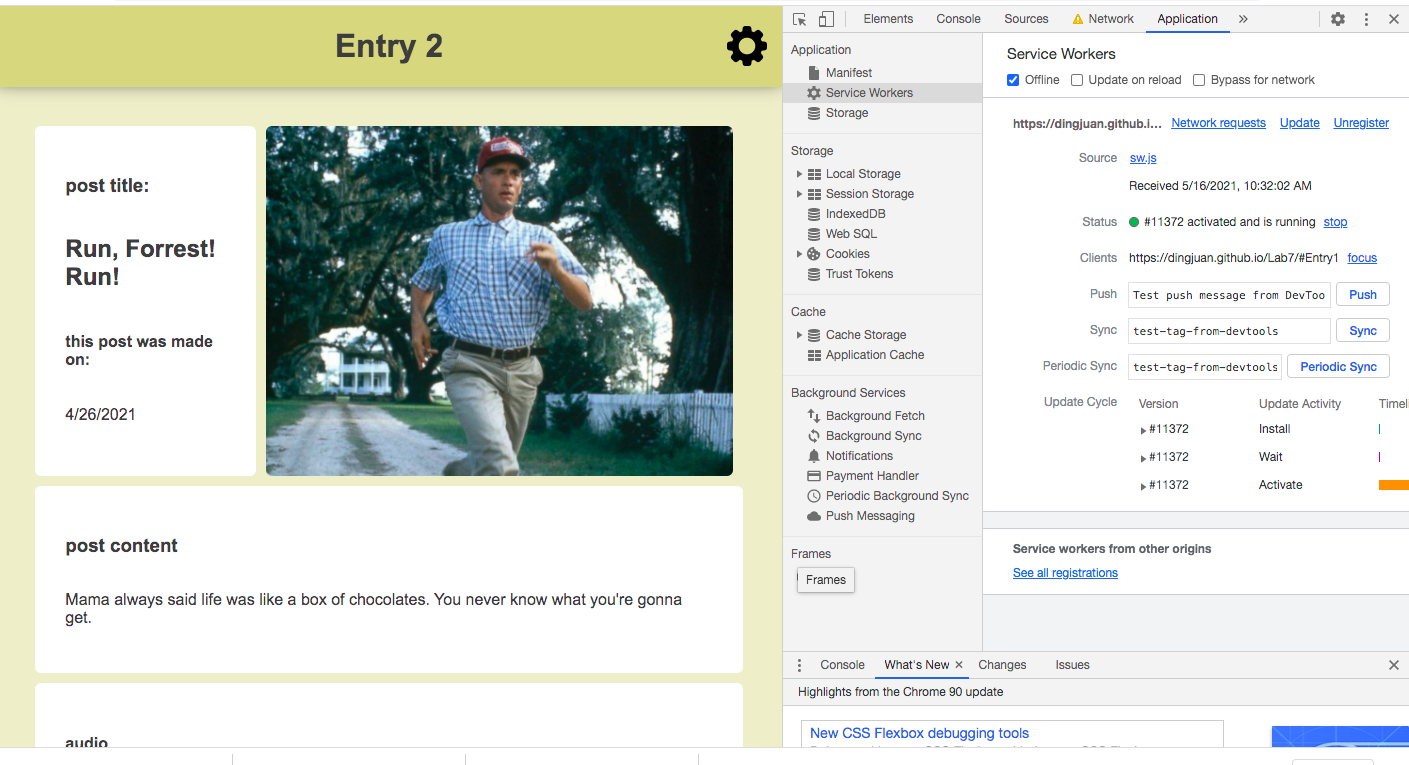 Entry 2
post title:
Run, Forrest!
Run!
this post was made
on:
4/26/2021
post content
Mama always said life was like a box of chocolates. You never know what you're gonna
get.
audio
Elements Console Sources Network Application
Application
Manifest
Service Workers
Storage
Storage
Local Storage
Session Storage
IndexedDB
Web SQL
Cookies
Trust Tokens
Cache
Cache Storage
Application Cache
Background Services
Background Fetch
Background Sync
Notifications
Payment Handler
Periodic Background Sync
Push Messaging
Frames
Frames
Service Workers
Offline Update on reload Bypass for network
https://dingjuan.github.i... Network requests Update Unregister
Source sw.js
Received 5/16/2021, 10:32:02 AM
Status #11372 activated and is running stop
Clients https://dingjuan.github.io/Lab7/#Entry1 focus
Push Test push message from DevToo Push
Sync test-tag-from-devtools Sync
Periodic Sync test-tag-from-devtools Periodic Sync
Update Cycle Version Update Activity Timeli
#11372 Install
#11372 Wait
#11372 Activate
Service workers from other origins
See all registrations
Console What's New Changes Issues
Highlights from the Chrome 90 update
New CSS Flexbox debugging tools